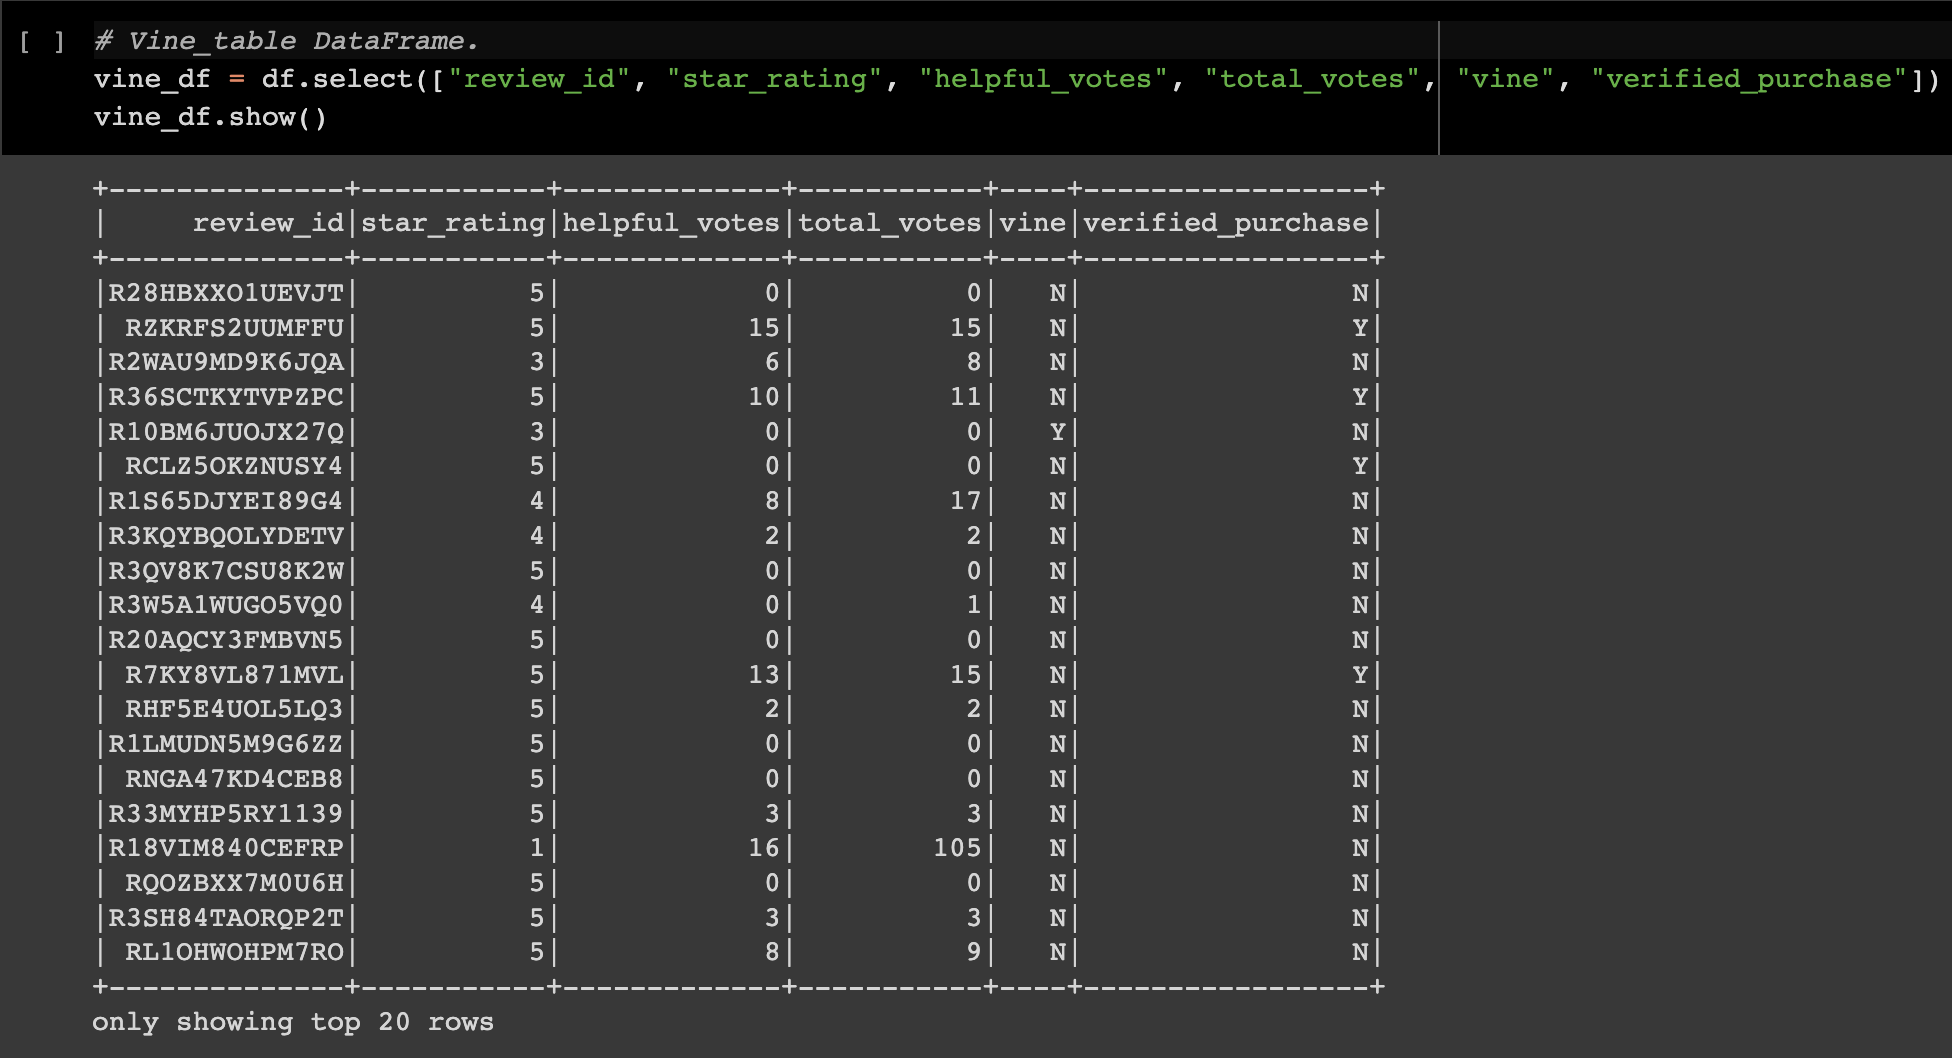 [ ] # Vine_table DataFrame.
vine_df = df.select(["review_id", "star_rating", "helpful_votes", "total_votes", "vine", "verified_purchase"])
vine_df.show()
+--------------+-----------+-------------+-----------+----+-----------------+
|     review_id|star_rating|helpful_votes|total_votes|vine|verified_purchase|
+--------------+-----------+-------------+-----------+----+-----------------+
|R28HBXXO1UEVJT|          5|            0|          0|   N|                N|
| RZKRFS2UUMFFU|          5|           15|         15|   N|                Y|
|R2WAU9MD9K6JQA|          3|            6|          8|   N|                N|
|R36SCTKYTVPZPC|          5|           10|         11|   N|                Y|
|R10BM6JUOJX27Q|          3|            0|          0|   Y|                N|
| RCLZ5OKZNUSY4|          5|            0|          0|   N|                Y|
|R1S65DJYEI89G4|          4|            8|         17|   N|                N|
|R3KQYBQOLYDETV|          4|            2|          2|   N|                N|
|R3QV8K7CSU8K2W|          5|            0|          0|   N|                N|
|R3W5A1WUGO5VQ0|          4|            0|          1|   N|                N|
|R20AQCY3FMBVN5|          5|            0|          0|   N|                N|
| R7KY8VL871MVL|          5|           13|         15|   N|                Y|
| RHF5E4UOL5LQ3|          5|            2|          2|   N|                N|
|R1LMUDN5M9G6ZZ|          5|            0|          0|   N|                N|
| RNGA47KD4CEB8|          5|            0|          0|   N|                N|
|R33MYHP5RY1139|          5|            3|          3|   N|                N|
|R18VIM840CEFRP|          1|           16|        105|   N|                N|
| RQOZBXX7M0U6H|          5|            0|          0|   N|                N|
|R3SH84TAORQP2T|          5|            3|          3|   N|                N|
| RL1OHWOHPM7RO|          5|            8|          9|   N|                N|
+--------------+-----------+-------------+-----------+----+-----------------+
only showing top 20 rows